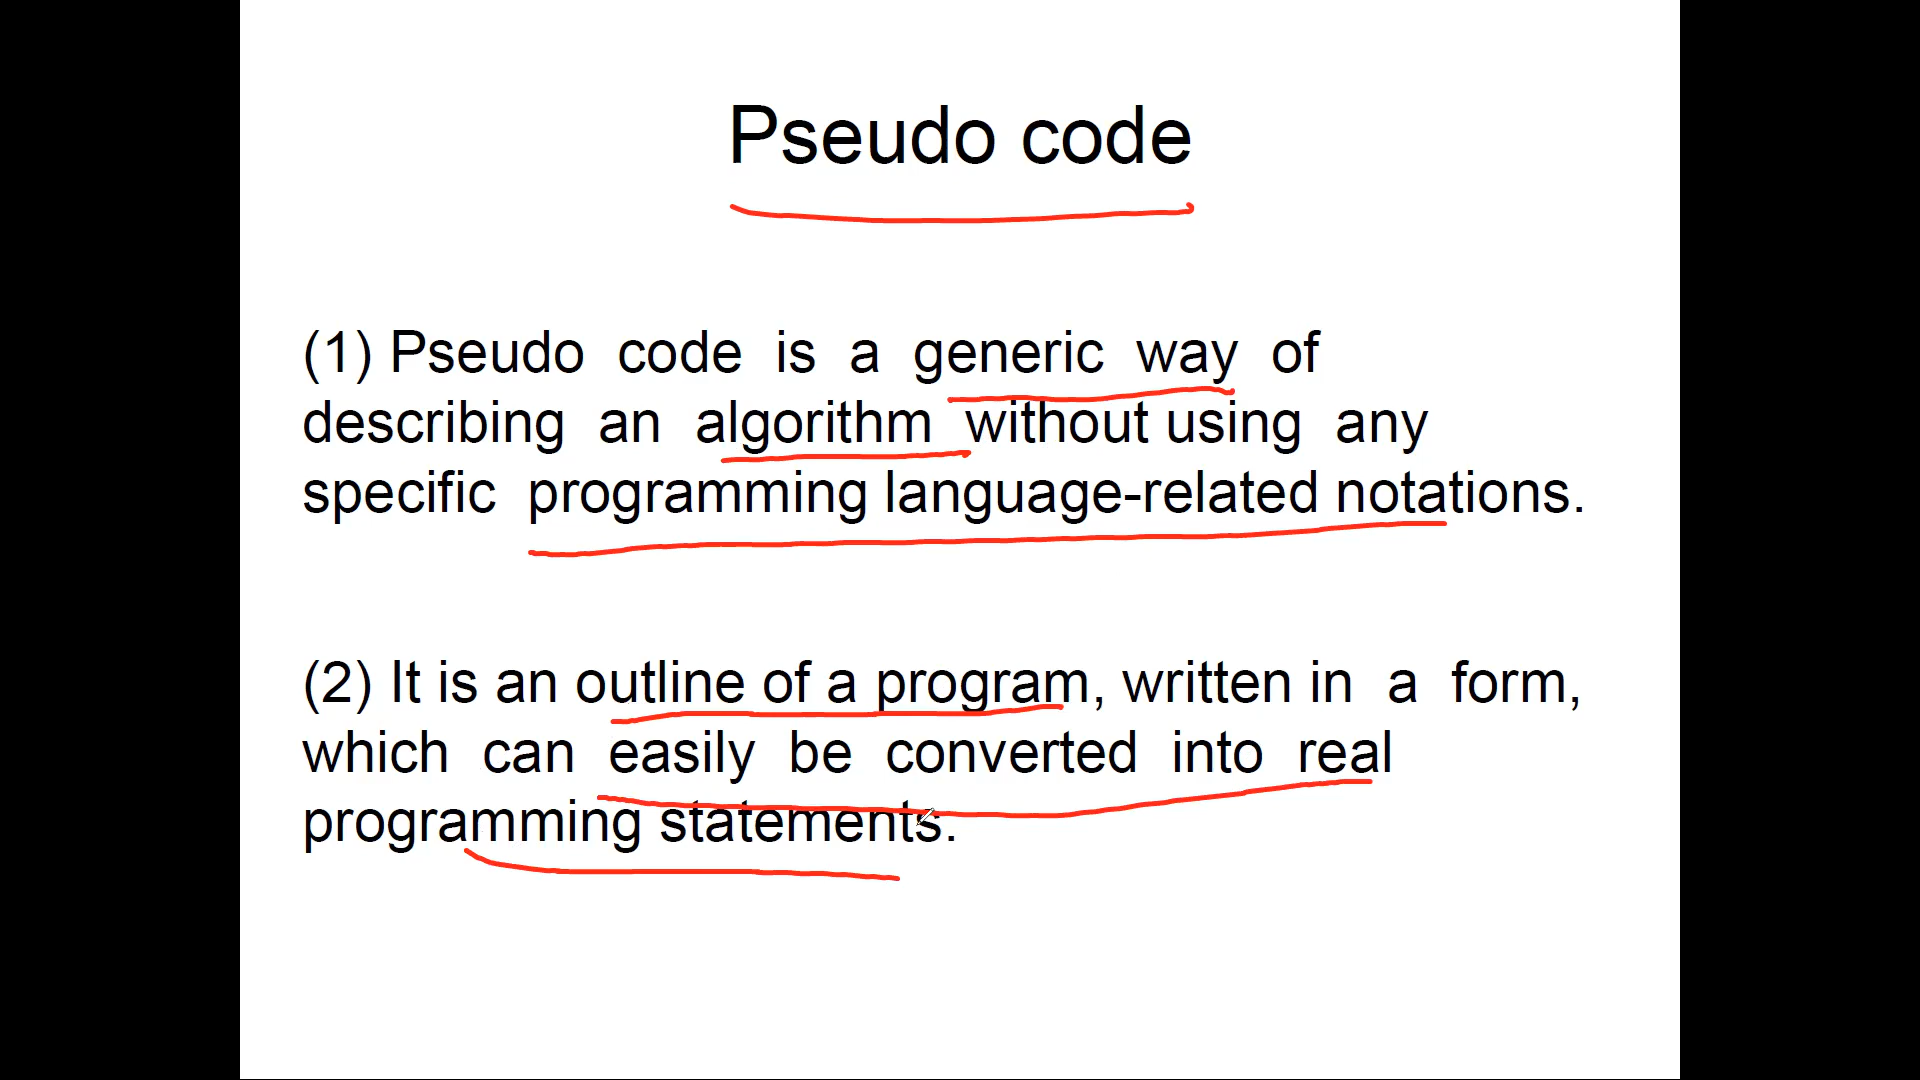 Pseudo code
(1) Pseudo code is a generic way of
describing an algorithm without using any
specific programming language-related notations.
(2) It is an outline of a program, written in a form,
which can easily be converted into real
programming statements.